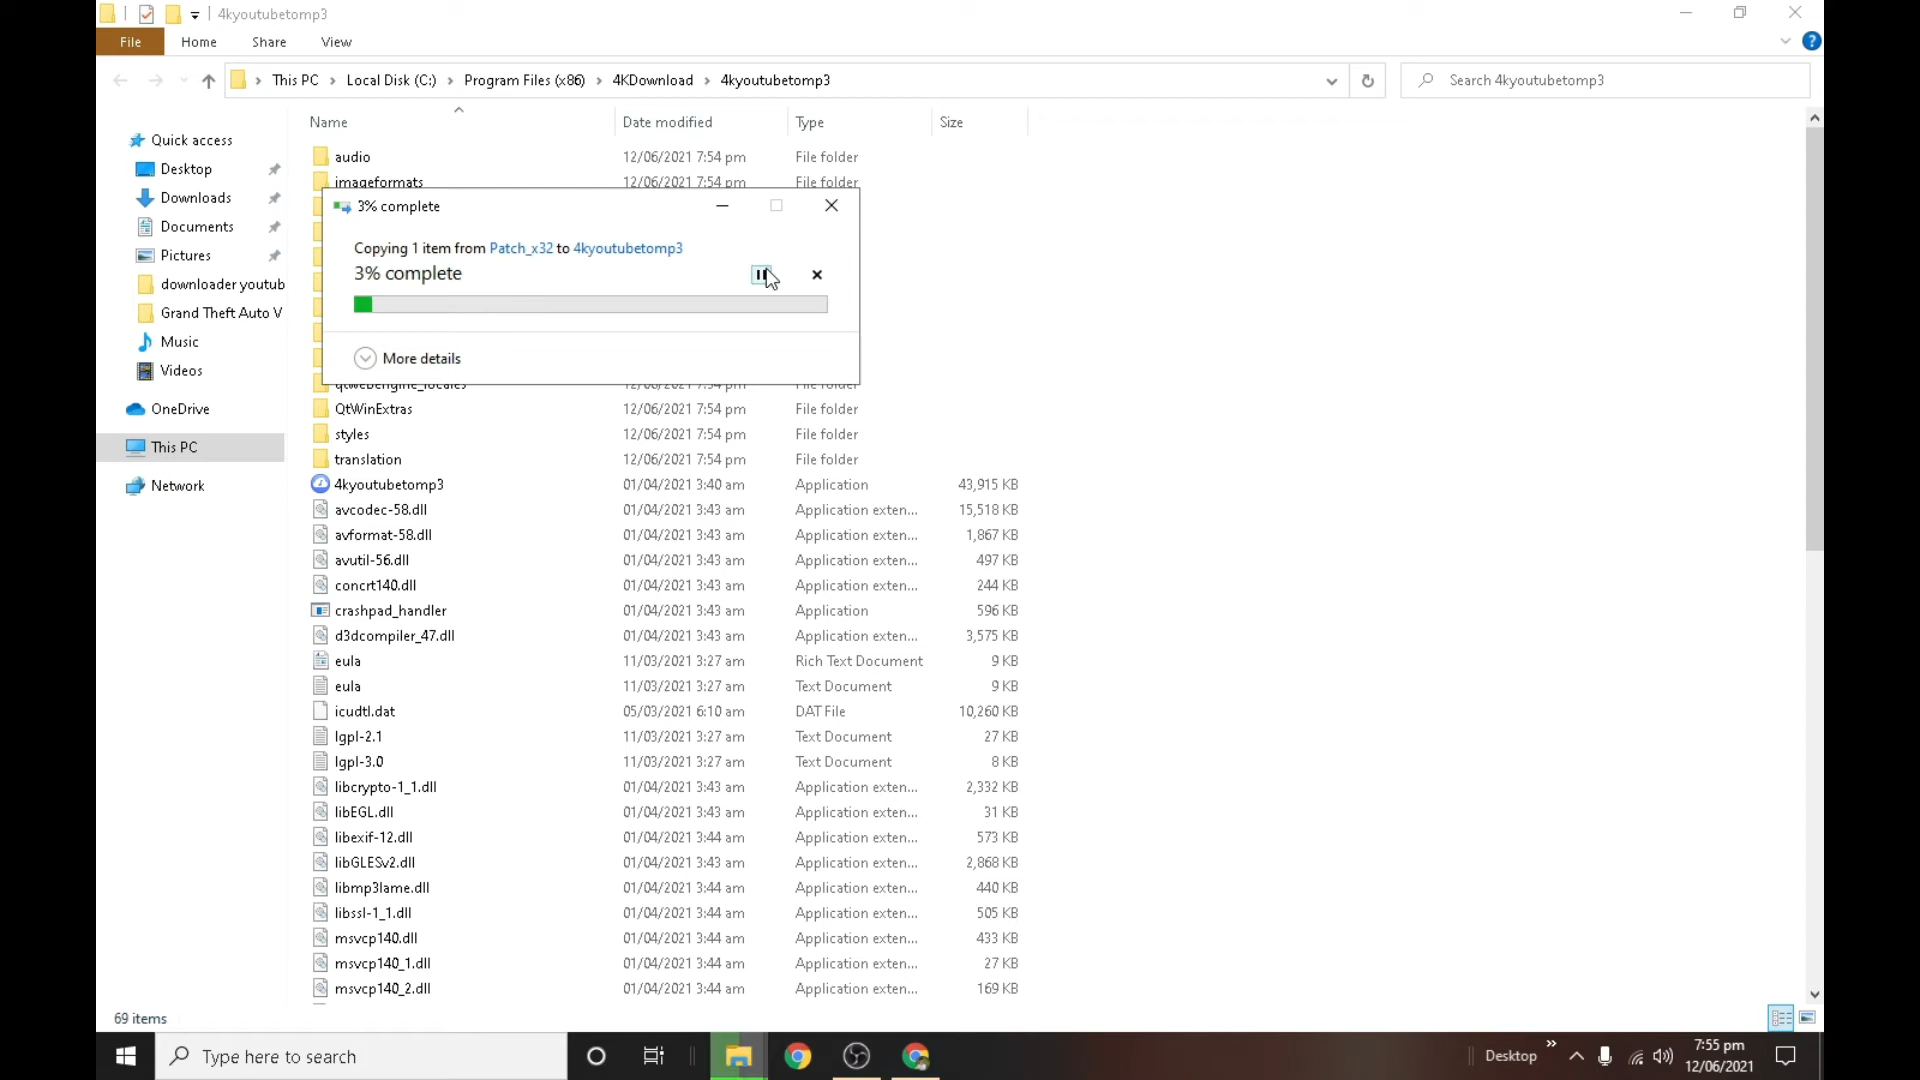 4kyoutubetomp3
File Home Share View
This PC Local Disk (C:) Program Files (x86) 4KDownload 4kyoutubetomp3
Search 4kyoutubetomp3
Name Date modified Type Size
Quick access
Desktop
Downloads
Documents
Pictures
downloader youtub
Grand Theft Auto V
Music
Videos
OneDrive
This PC
Network
audio 12/06/2021 7:54 pm File folder
imageformats 12/06/2021 7:54 pm File folder
3% complete
Copying 1 item from Patch_x32 to 4kyoutubetomp3
3% complete
More details
qtwebengine_locales 12/06/2021 7:54 pm File folder
QtWinExtras 12/06/2021 7:54 pm File folder
styles 12/06/2021 7:54 pm File folder
translation 12/06/2021 7:54 pm File folder
4kyoutubetomp3 01/04/2021 3:40 am Application 43,915 KB
avcodec-58.dll 01/04/2021 3:43 am Application exten... 15,518 KB
avformat-58.dll 01/04/2021 3:43 am Application exten... 1,867 KB
avutil-56.dll 01/04/2021 3:43 am Application exten... 497 KB
concrt140.dll 01/04/2021 3:43 am Application exten... 244 KB
crashpad_handler 01/04/2021 3:43 am Application 596 KB
d3dcompiler_47.dll 01/04/2021 3:43 am Application exten... 3,575 KB
eula 11/03/2021 3:27 am Rich Text Document 9 KB
eula 11/03/2021 3:27 am Text Document 9 KB
icudtl.dat 05/03/2021 6:10 am DAT File 10,260 KB
lgpl-2.1 11/03/2021 3:27 am Text Document 27 KB
lgpl-3.0 11/03/2021 3:27 am Text Document 8 KB
libcrypto-1_1.dll 01/04/2021 3:43 am Application exten... 2,332 KB
libEGL.dll 01/04/2021 3:43 am Application exten... 31 KB
libexif-12.dll 01/04/2021 3:44 am Application exten... 573 KB
libGLESv2.dll 01/04/2021 3:43 am Application exten... 2,868 KB
libmp3lame.dll 01/04/2021 3:44 am Application exten... 440 KB
libssl-1_1.dll 01/04/2021 3:44 am Application exten... 505 KB
msvcp140.dll 01/04/2021 3:44 am Application exten... 433 KB
msvcp140_1.dll 01/04/2021 3:44 am Application exten... 27 KB
msvcp140_2.dll 01/04/2021 3:44 am Application exten... 169 KB
69 items
Type here to search
Desktop
7:55 pm
12/06/2021